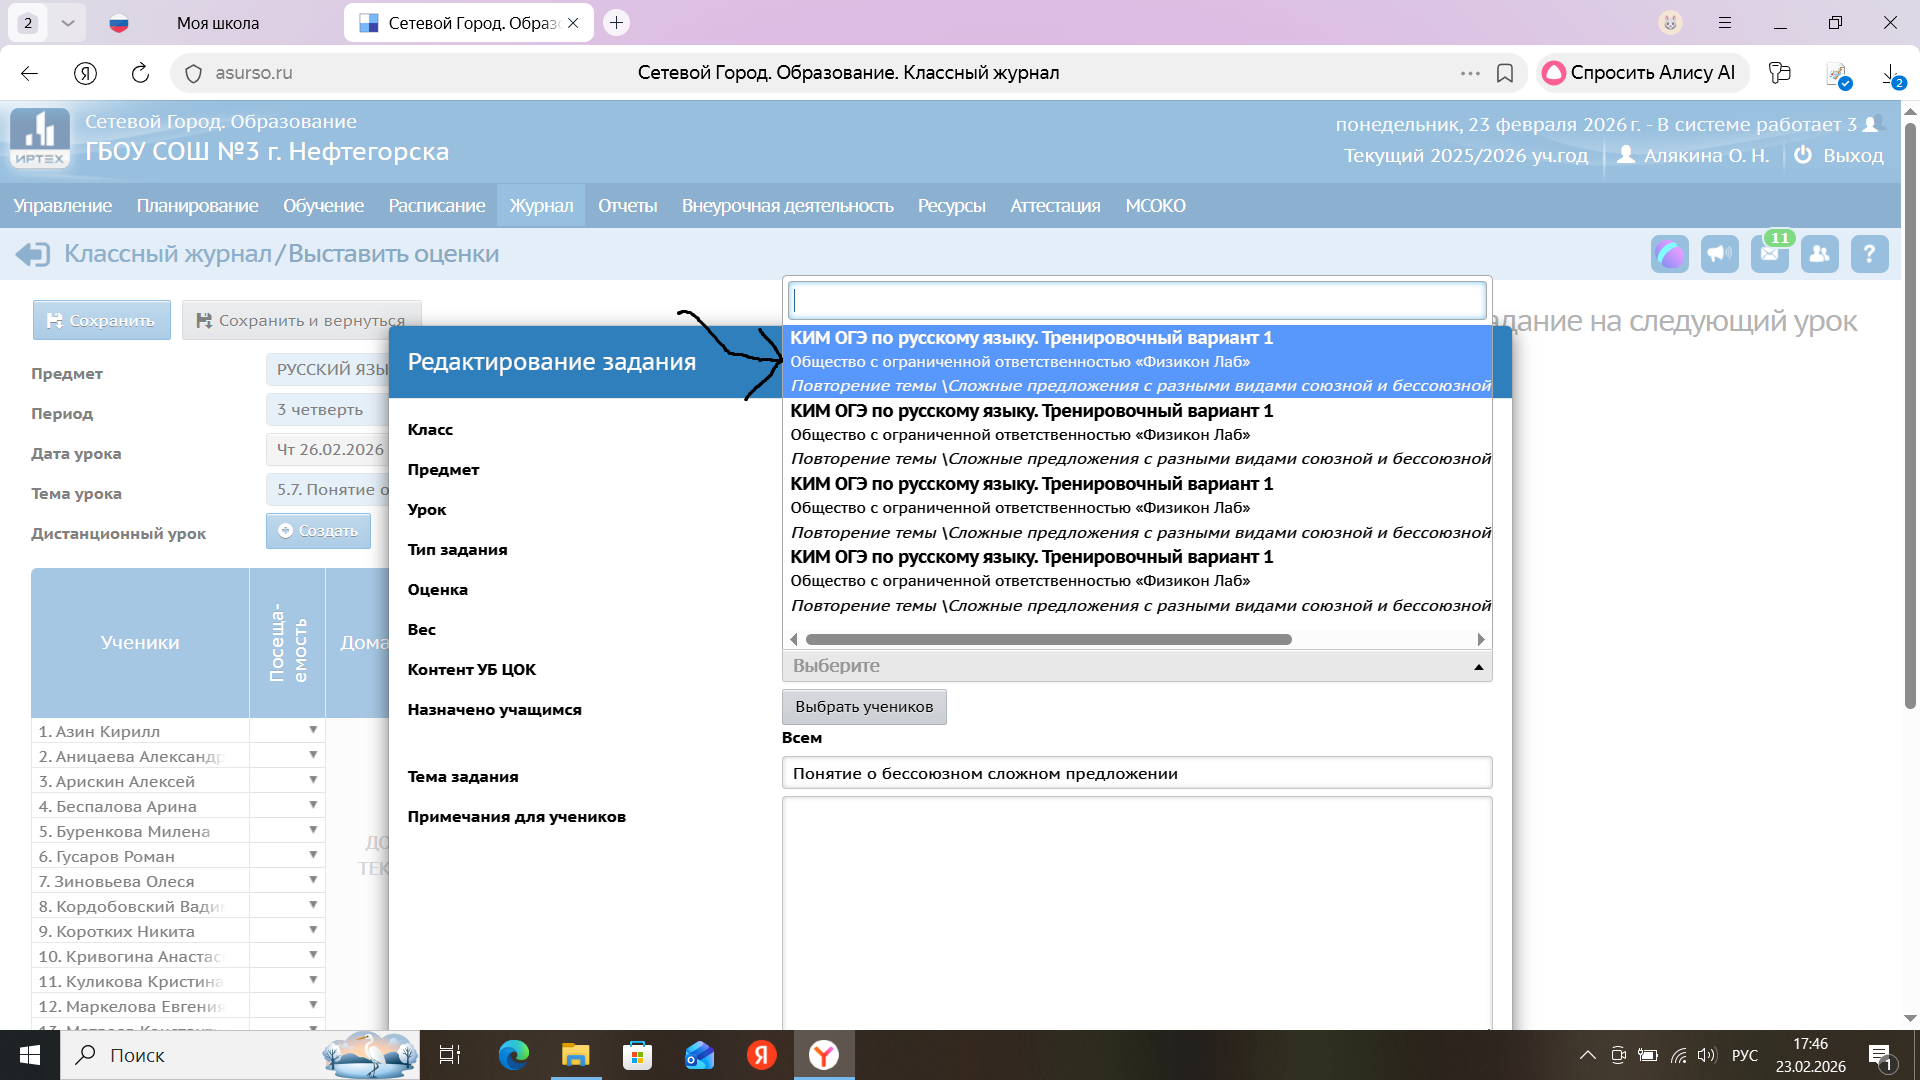 2
Моя школа
Сетевой Город. Образо
asurso.ru
Сетевой Город. Образование. Классный журнал
Спросить Алису AI
2
ИРТЕХ
Сетевой Город. Образование
ГБОУ СОШ №3 г. Нефтегорска
понедельник, 23 февраля 2026 г. - В системе работает 3
Текущий 2025/2026 уч.год
Алякина О. Н.
Выход
Управление
Планирование
Обучение
Расписание
Журнал
Отчеты
Внеурочная деятельность
Ресурсы
Аттестация
МСОКО
Классный журнал / Выставить оценки
11
?
Сохранить
Сохранить и вернуться
адание на следующий урок
Предмет
РУССКИЙ ЯЗЫ
Период
3 четверть
Дата урока
Чт 26.02.2026
Тема урока
5.7. Понятие о
Дистанционный урок
Создать
Ученики
Посеща-
емость
Дома
1. Азин Кирилл
2. Аницаева Александр
3. Арискин Алексей
4. Беспалова Арина
5. Буренкова Милена
6. Гусаров Роман
7. Зиновьева Олеся
8. Кордобовский Вади
9. Коротких Никита
10. Кривогина Анастас
11. Куликова Кристина
12. Маркелова Евгения
ДО
ТЕК
Редактирование задания
КИМ ОГЭ по русскому языку. Тренировочный вариант 1
Общество с ограниченной ответственностью «Физикон Лаб»
Повторение темы \Сложные предложения с разными видами союзной и бессоюзной
КИМ ОГЭ по русскому языку. Тренировочный вариант 1
Общество с ограниченной ответственностью «Физикон Лаб»
Повторение темы \Сложные предложения с разными видами союзной и бессоюзной
КИМ ОГЭ по русскому языку. Тренировочный вариант 1
Общество с ограниченной ответственностью «Физикон Лаб»
Повторение темы \Сложные предложения с разными видами союзной и бессоюзной
КИМ ОГЭ по русскому языку. Тренировочный вариант 1
Общество с ограниченной ответственностью «Физикон Лаб»
Повторение темы \Сложные предложения с разными видами союзной и бессоюзной
Класс
Предмет
Урок
Тип задания
Оценка
Вес
Контент УБ ЦОК
Выберите
Назначено учащимся
Выбрать учеников
Всем
Тема задания
Понятие о бессоюзном сложном предложении
Примечания для учеников
Поиск
РУС
17:46
23.02.2026
1